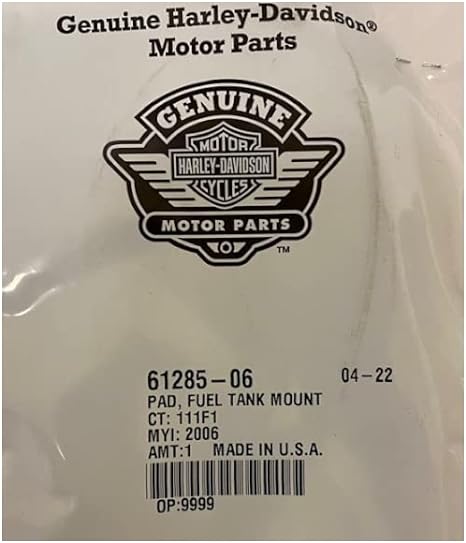 Genuine Harley-Davidson®
Motor Parts
GENUINE
MOTOR
HARLEY-DAVIDSON
CYCLES
MOTOR PARTS
TM
61285-06 04-22
PAD, FUEL TANK MOUNT
CT: 111F1
MYI: 2006
AMT:1 MADE IN U.S.A.
OP:9999